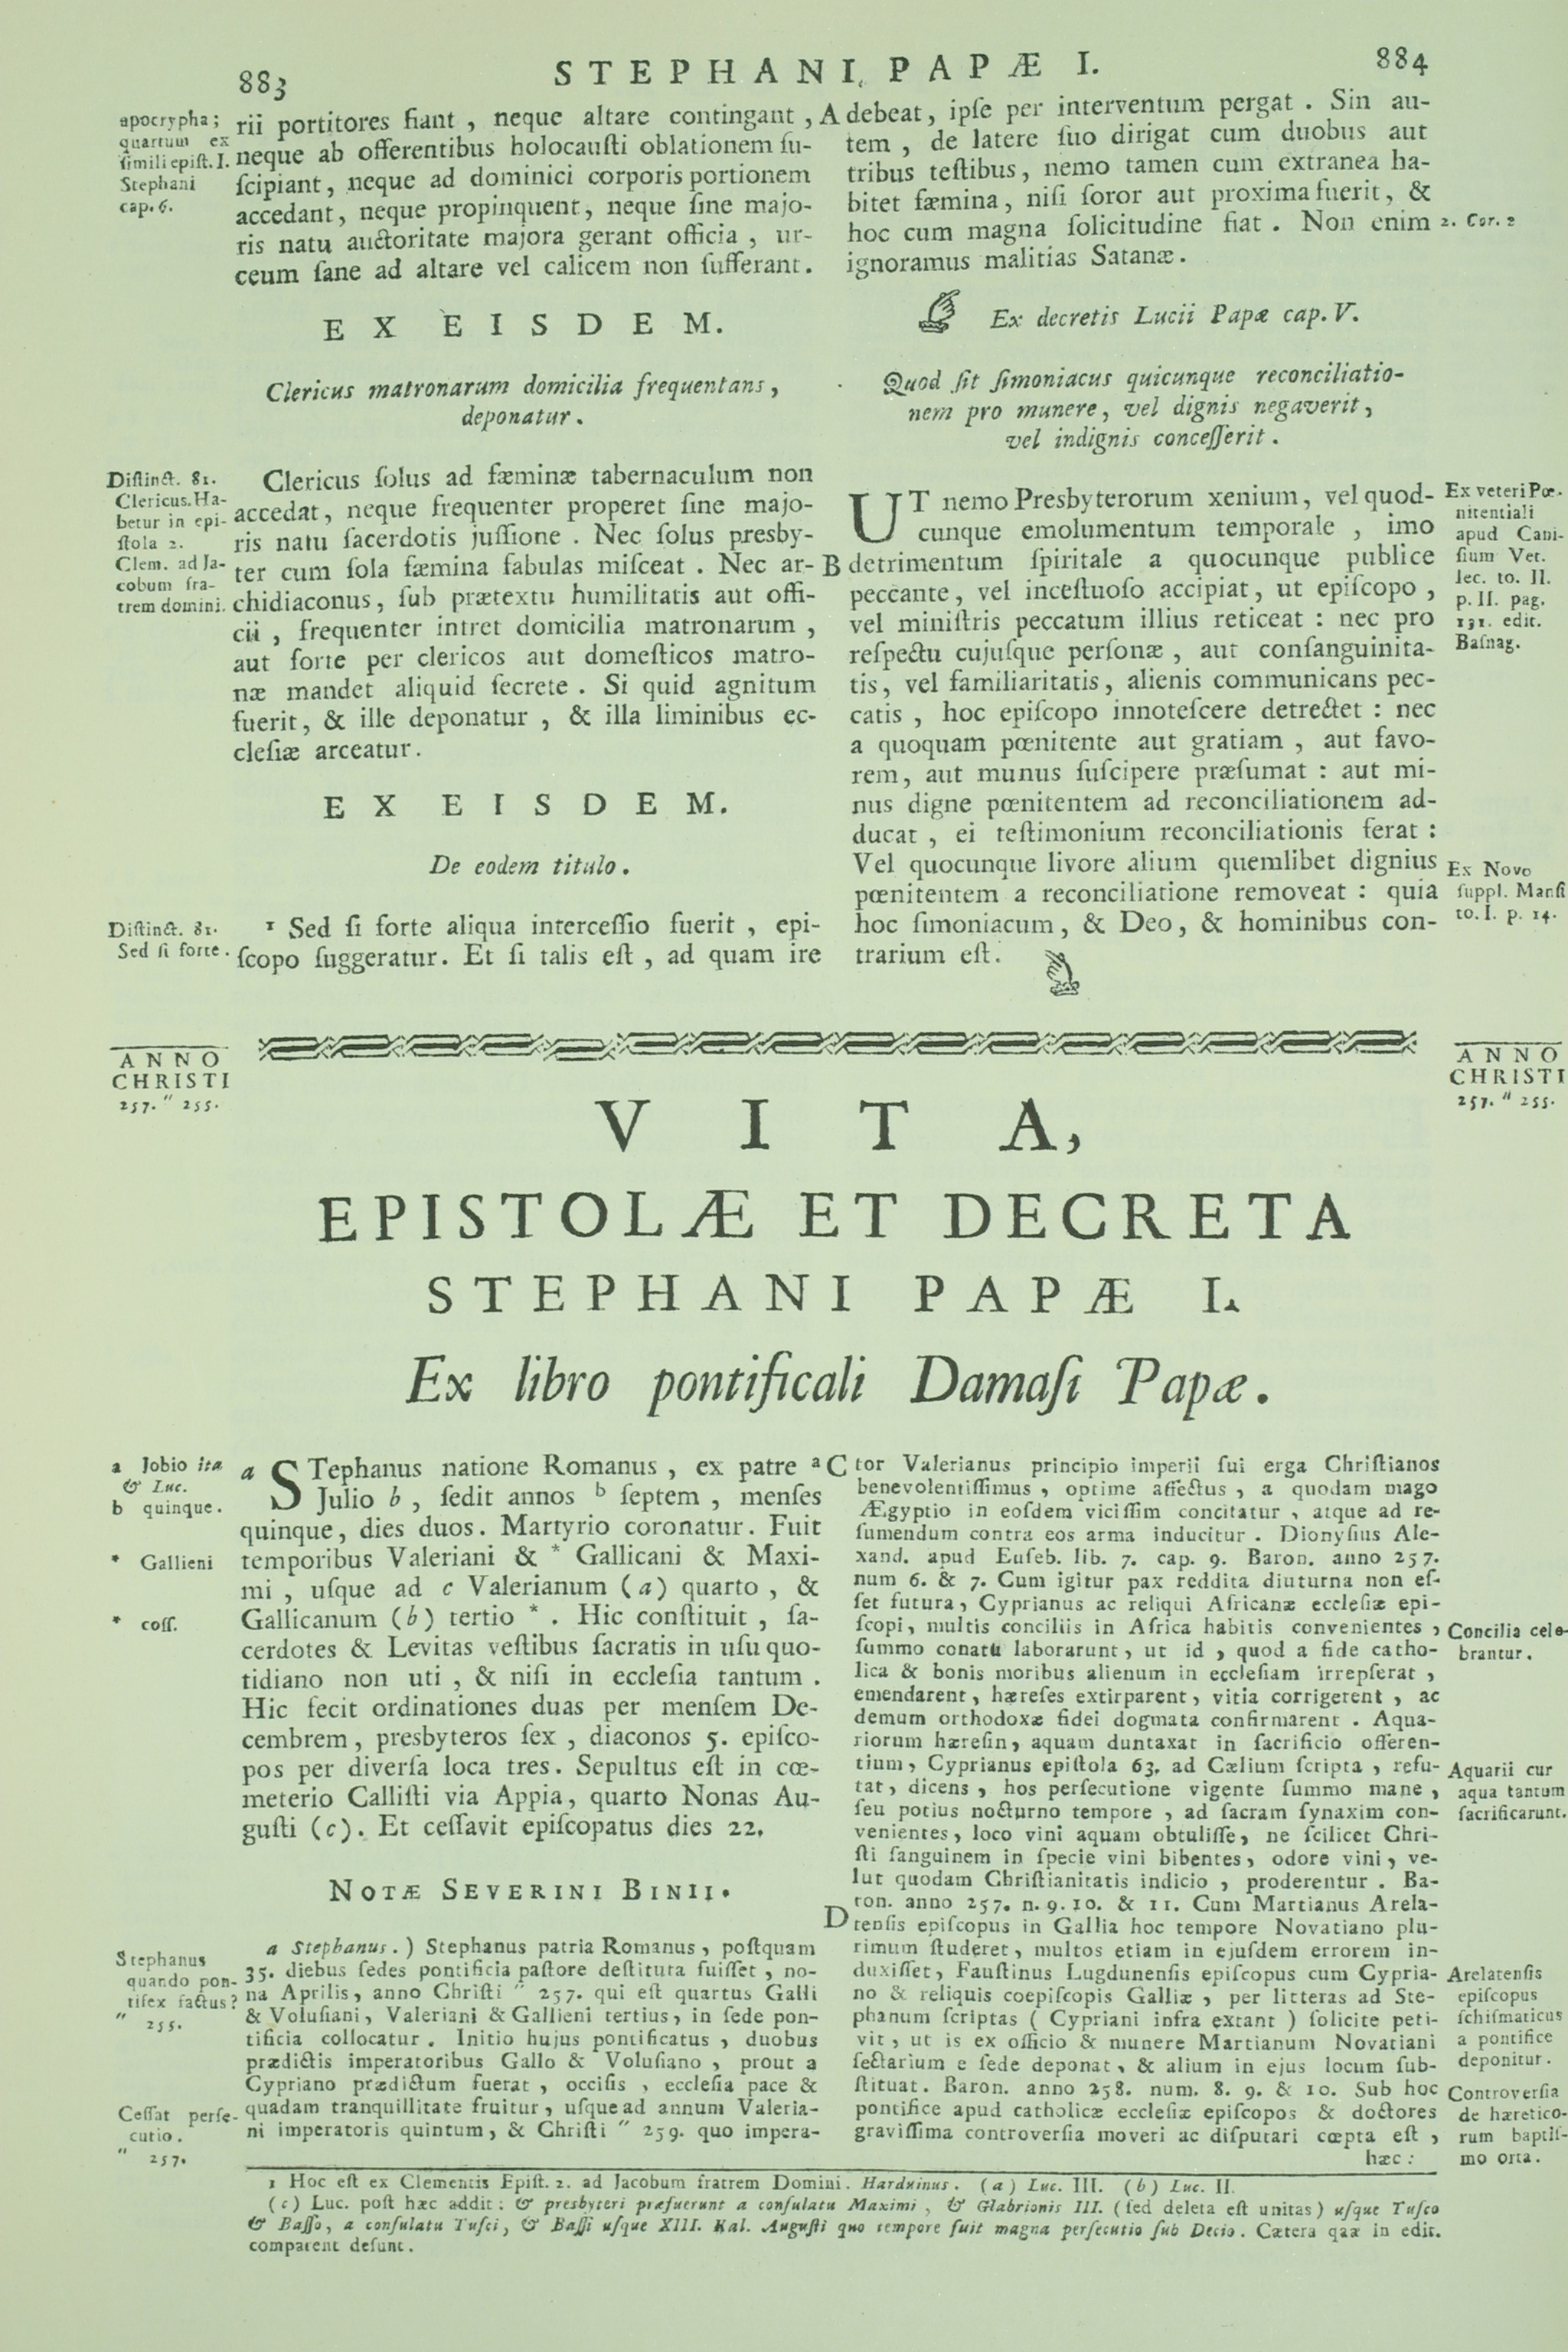 883
STEPHANI PAPÆ I.
884
apocrypha;
quartum ex
ſimili epiſt. I.
Stephani
cap. 6.
rii portitores fiant , neque altare contingant ,
neque ab offerentibus holocauſti oblationem ſu-
ſcipiant, neque ad dominici corporis portionem
accedant, neque propinquent, neque ſine majo-
ris natu auctoritate majora gerant officia , ur-
ceum ſane ad altare vel calicem non ſufferant.
EX EISDEM.
Clericus matronarum domicilia frequentans,
deponatur.
Diſtinct. 81.
Clericus. Ha-
betur in epi-
ſtola 2.
Clem. ad Ja-
cobum fra-
trem domini.
Clericus ſolus ad fæminæ tabernaculum non
accedat, neque frequenter properet ſine majo-
ris natu ſacerdotis juſſione . Nec ſolus presby-
ter cum ſola fæmina fabulas miſceat . Nec ar-
chidiaconus, ſub prætextu humilitatis aut offi-
cii , frequenter intret domicilia matronarum ,
aut forte per clericos aut domeſticos matro-
næ mandet aliquid ſecrete . Si quid agnitum
fuerit, & ille deponatur , & illa liminibus ec-
cleſiæ arceatur.
EX EISDEM.
De eodem titulo.
Diſtinct. 81.
Sed ſi forte.
1 Sed ſi forte aliqua interceſſio fuerit , epi-
ſcopo ſuggeratur. Et ſi talis eſt , ad quam ire
A debeat, ipſe per interventum pergat . Sin au-
tem , de latere ſuo dirigat cum duobus aut
tribus teſtibus, nemo tamen cum extranea ha-
bitet fæmina, niſi ſoror aut proxima fuerit, &
hoc cum magna ſolicitudine fiat . Non enim
ignoramus malitias Satanæ.
2. Cor. 2
Ex decretis Lucii Papæ cap. V.
Quod ſit ſimoniacus quicunque reconciliatio-
nem pro munere, vel dignis negaverit,
vel indignis conceſſerit.
UT nemo Presbyterorum xenium, vel quod-
cunque emolumentum temporale , imo
B detrimentum ſpiritale a quocunque publice
peccante, vel inceſtuoſo accipiat, ut epiſcopo ,
vel miniſtris peccatum illius reticeat : nec pro
reſpectu cujuſque perſonæ , aut conſanguinita-
tis, vel familiaritatis, alienis communicans pec-
catis , hoc epiſcopo innoteſcere detrectet : nec
a quoquam pœnitente aut gratiam , aut favo-
rem, aut munus ſuſcipere præſumat : aut mi-
nus digne pœnitentem ad reconciliationem ad-
ducat , ei teſtimonium reconciliationis ferat :
Vel quocunque livore alium quemlibet dignius
pœnitentem a reconciliatione removeat : quia
hoc ſimoniacum, & Deo, & hominibus con-
trarium eſt.
Ex veteri Pœ-
nitentiali
apud Cani-
ſium Vet.
lec. to. II.
p. II. pag.
131. edit.
Baſnag.
Ex Novo
ſuppl. Manſi
to. I. p. 14.
ANNO
CHRISTI
257. " 255.
ANNO
CHRISTI
257. " 255.
VITA,
EPISTOLÆ ET DECRETA
STEPHANI PAPÆ I.
Ex libro pontificali Damaſi Papæ.
a Jobio ita
& Luc.
b quinque.
* Gallieni
* coſſ.
a STephanus natione Romanus , ex patre a
Julio b , ſedit annos b ſeptem , menſes
quinque, dies duos. Martyrio coronatur. Fuit
temporibus Valeriani & * Gallicani & Maxi-
mi , uſque ad c Valerianum (a) quarto , &
Gallicanum (b) tertio * . Hic conſtituit , ſa-
cerdotes & Levitas veſtibus ſacratis in uſu quo-
tidiano non uti , & niſi in eccleſia tantum .
Hic fecit ordinationes duas per menſem De-
cembrem, presbyteros ſex , diaconos 5. epiſco-
pos per diverſa loca tres. Sepultus eſt in cœ-
meterio Calliſti via Appia, quarto Nonas Au-
guſti (c). Et ceſſavit epiſcopatus dies 22.
NOTÆ SEVERINI BINII.
Stephanus
quando pon-
tifex factus?
" 255.
Ceſſat perſe-
cutio.
" 257.
a Stephanus.) Stephanus patria Romanus, poſtquam
35. diebus ſedes pontificia paſtore deſtituta fuiſſet , no-
na Aprilis, anno Chriſti " 257. qui eſt quartus Galli
& Voluſiani, Valeriani & Gallieni tertius, in ſede pon-
tificia collocatur . Initio hujus pontificatus , duobus
prædictis imperatoribus Gallo & Voluſiano , prout a
Cypriano prædictum fuerat , occiſis , eccleſia pace &
quadam tranquillitate fruitur, uſque ad annum Valeria-
ni imperatoris quintum, & Chriſti " 259. quo impera-
C tor Valerianus principio imperii ſui erga Chriſtianos
benevolentiſſimus , optime affectus , a quodam mago
Ægyptio in eoſdem viciſſim concitatur , atque ad re-
ſumendum contra eos arma inducitur . Dionyſius Ale-
xand. apud Euſeb. lib. 7. cap. 9. Baron. anno 257.
num 6. & 7. Cum igitur pax reddita diuturna non eſ-
ſet futura, Cyprianus ac reliqui Africanæ eccleſiæ epi-
ſcopi, multis conciliis in Africa habitis convenientes ,
ſummo conatu laborarunt, ut id , quod a fide catho-
lica & bonis moribus alienum in eccleſiam irrepſerat ,
emendarent, hæreſes extirparent, vitia corrigerent , ac
demum orthodoxæ fidei dogmata confirmarent . Aqua-
riorum hæreſin, aquam duntaxat in ſacrificio offeren-
tium, Cyprianus epiſtola 63. ad Cælium ſcripta , refu-
tat, dicens , hos perſecutione vigente ſummo mane ,
ſeu potius nocturno tempore , ad ſacram ſynaxim con-
venientes, loco vini aquam obtuliſſe, ne ſcilicet Chri-
ſti ſanguinem in ſpecie vini bibentes, odore vini, ve-
lut quodam Chriſtianitatis indicio , proderentur . Ba-
ron. anno 257. n. 9. 10. & 11. Cum Martianus Arela-
D tenſis epiſcopus in Gallia hoc tempore Novatiano plu-
rimum ſtuderet, multos etiam in ejuſdem errorem in-
duxiſſet, Fauſtinus Lugdunenſis epiſcopus cum Cypria-
no & reliquis coepiſcopis Galliæ , per litteras ad Ste-
phanum ſcriptas ( Cypriani infra extant ) ſolicite peti-
vit, ut is ex officio & munere Martianum Novatiani
ſectarium e ſede deponat, & alium in ejus locum ſub-
ſtituat. Baron. anno 258. num. 8. 9. & 10. Sub hoc
pontifice apud catholicæ eccleſiæ epiſcopos & doctores
graviſſima controverſia moveri ac diſputari cœpta eſt ,
hæc :
Concilia cele-
brantur.
Aquarii cur
aqua tantum
ſacrificarunt.
Arelatenſis
epiſcopus
ſchiſmaticus
a pontifice
deponitur.
Controverſia
de hæretico-
rum baptiſ-
mo orta.
1 Hoc eſt ex Clementis Epiſt. 2. ad Jacobum fratrem Domini. Harduinus. (a) Luc. III. (b) Luc. II.
(c) Luc. poſt hæc addit : & presbyteri præfuerunt a conſulatu Maximi , & Glabrionis III. (ſed deleta eſt unitas) uſque Tuſco
& Baſſo, a conſulatu Tuſci, & Baſſi uſque XIII. Kal. Auguſti quo tempore fuit magna perſecutio ſub Decio. Cætera quæ in edit.
comparent deſunt.